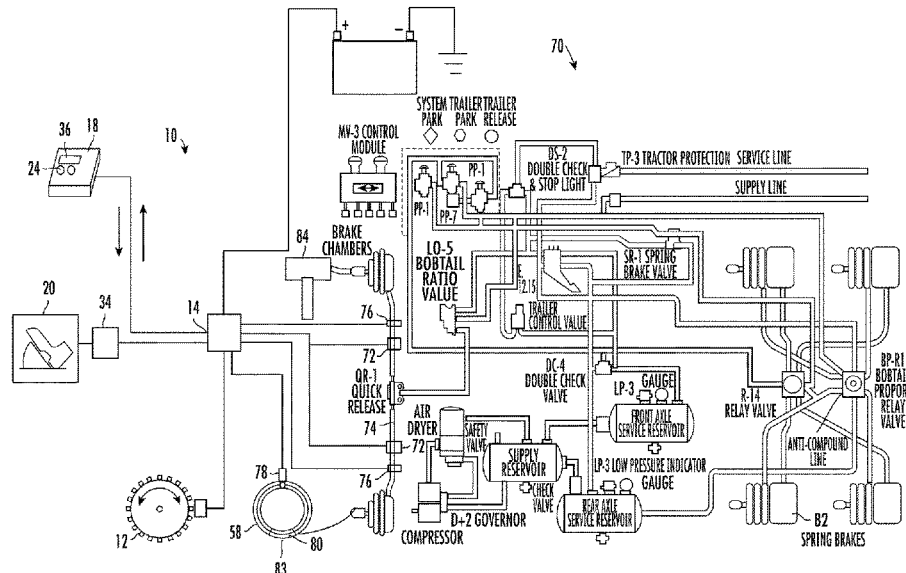 +
−
70
SYSTEM PARK
TRAILER PARK
TRAILER RELEASE
36
18
24
10
MV-3 CONTROL MODULE
PP-1
PP-1
PP-7
DS-2 DOUBLE CHECK & STOP LIGHT
TP-3 TRACTOR PROTECTION
SERVICE LINE
SUPPLY LINE
BRAKE CHAMBERS
84
LO-5 BOBTAIL RATIO VALUE
SR-1 SPRING BRAKE VALVE
2.15
20
34
14
76
72
TRAILER CONTROL VALUE
QR-1 QUICK RELEASE
74
DC-4 DOUBLE CHECK VALVE
LP-3
GAUGE
R-14 RELAY VALVE
BP-R1 BOBTAI PROPOR RELAY VALVE
ANTI-COMPOUND LINE
FRONT AXLE SERVICE RESERVOIR
AIR DRYER
SAFETY VALVE
SUPPLY RESERVOIR
72
76
78
LP-3 LOW PRESSURE INDICATOR
GAUGE
CHECK VALVE
REAR AXLE SERVICE RESERVOIR
D+2 GOVERNOR
COMPRESSOR
12
58
80
83
B2
SPRING BRAKES